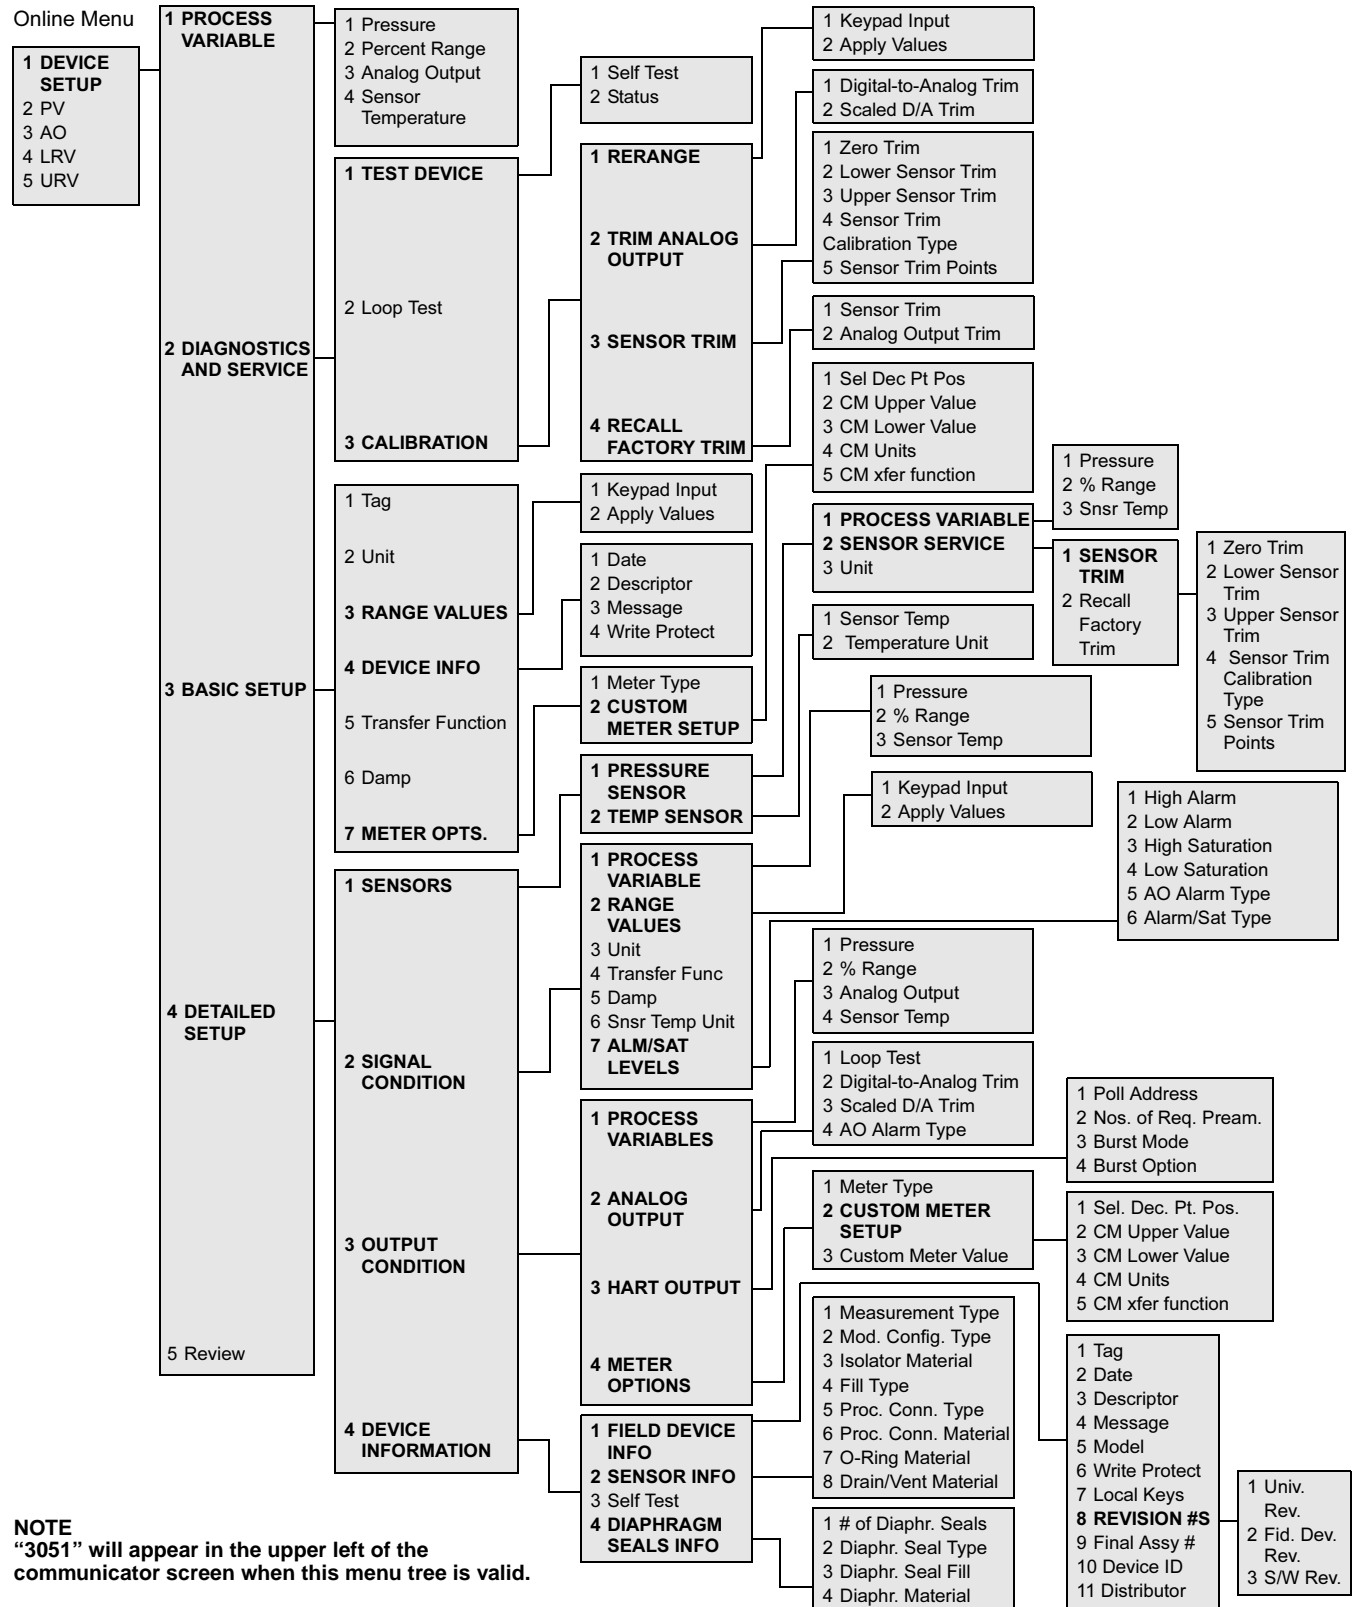 Online Menu
1 DEVICE
SETUP
2 PV
3 AO
4 LRV
5 URV
1 PROCESS
VARIABLE
2 DIAGNOSTICS
AND SERVICE
3 BASIC SETUP
4 DETAILED
SETUP
5 Review
1 Pressure
2 Percent Range
3 Analog Output
4 Sensor
Temperature
1 TEST DEVICE
2 Loop Test
3 CALIBRATION
1 Tag
2 Unit
3 RANGE VALUES
4 DEVICE INFO
5 Transfer Function
6 Damp
7 METER OPTS.
1 SENSORS
2 SIGNAL
CONDITION
3 OUTPUT
CONDITION
4 DEVICE
INFORMATION
1 Self Test
2 Status
1 RERANGE
2 TRIM ANALOG
OUTPUT
3 SENSOR TRIM
4 RECALL
FACTORY TRIM
1 Keypad Input
2 Apply Values
1 Date
2 Descriptor
3 Message
4 Write Protect
1 Meter Type
2 CUSTOM
METER SETUP
1 PRESSURE
SENSOR
2 TEMP SENSOR
1 PROCESS
VARIABLE
2 RANGE
VALUES
3 Unit
4 Transfer Func
5 Damp
6 Snsr Temp Unit
7 ALM/SAT
LEVELS
1 PROCESS
VARIABLES
2 ANALOG
OUTPUT
3 HART OUTPUT
4 METER
OPTIONS
1 FIELD DEVICE
INFO
2 SENSOR INFO
3 Self Test
4 DIAPHRAGM
SEALS INFO
1 Keypad Input
2 Apply Values
1 Digital-to-Analog Trim
2 Scaled D/A Trim
1 Zero Trim
2 Lower Sensor Trim
3 Upper Sensor Trim
4 Sensor Trim
Calibration Type
5 Sensor Trim Points
1 Sensor Trim
2 Analog Output Trim
1 Sel Dec Pt Pos
2 CM Upper Value
3 CM Lower Value
4 CM Units
5 CM xfer function
1 PROCESS VARIABLE
2 SENSOR SERVICE
3 Unit
1 Sensor Temp
2 Temperature Unit
1 Pressure
2 % Range
3 Sensor Temp
1 Keypad Input
2 Apply Values
1 Pressure
2 % Range
3 Analog Output
4 Sensor Temp
1 Loop Test
2 Digital-to-Analog Trim
3 Scaled D/A Trim
4 AO Alarm Type
1 Meter Type
2 CUSTOM METER
SETUP
3 Custom Meter Value
1 Measurement Type
2 Mod. Config. Type
3 Isolator Material
4 Fill Type
5 Proc. Conn. Type
6 Proc. Conn. Material
7 O-Ring Material
8 Drain/Vent Material
1 # of Diaphr. Seals
2 Diaphr. Seal Type
3 Diaphr. Seal Fill
4 Diaphr. Material
1 Pressure
2 % Range
3 Snsr Temp
1 SENSOR
TRIM
2 Recall
Factory
Trim
1 Zero Trim
2 Lower Sensor
Trim
3 Upper Sensor
Trim
4 Sensor Trim
Calibration
Type
5 Sensor Trim
Points
1 High Alarm
2 Low Alarm
3 High Saturation
4 Low Saturation
5 AO Alarm Type
6 Alarm/Sat Type
1 Poll Address
2 Nos. of Req. Pream.
3 Burst Mode
4 Burst Option
1 Sel. Dec. Pt. Pos.
2 CM Upper Value
3 CM Lower Value
4 CM Units
5 CM xfer function
1 Tag
2 Date
3 Descriptor
4 Message
5 Model
6 Write Protect
7 Local Keys
8 REVISION #S
9 Final Assy #
10 Device ID
11 Distributor
1 Univ.
Rev.
2 Fid. Dev.
Rev.
3 S/W Rev.
NOTE
“3051” will appear in the upper left of the
communicator screen when this menu tree is valid.